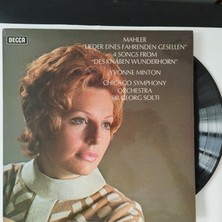 DECCA
MAHLER
"LIEDER EINES FAHRENDEN GESELLEN"
4 SONGS FROM
"DES KNABEN WUNDERHORN"
YVONNE MINTON
CHICAGO SYMPHONY
ORCHESTRA
GEORG SOLTI